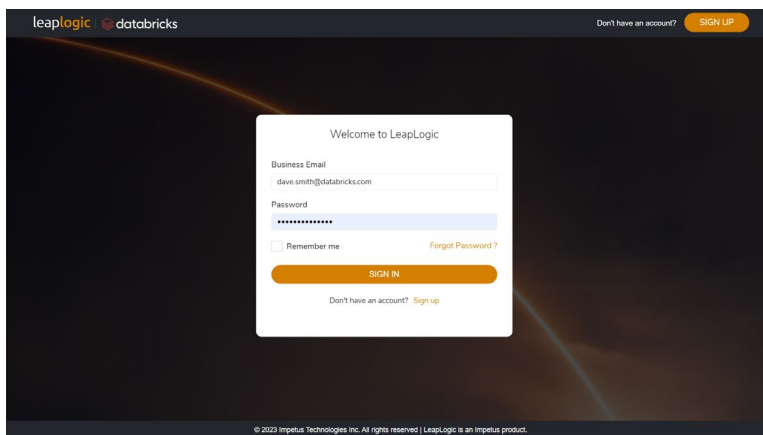 leaplogic databricks Don't have an account? SIGN UP
Welcome to LeapLogic
Business Email
dave.smith@databricks.com
Password
••••••••••••••
Remember me Forgot Password ?
SIGN IN
Don't have an account? Sign up
© 2023 Impetus Technologies Inc. All rights reserved | LeapLogic is an Impetus product.